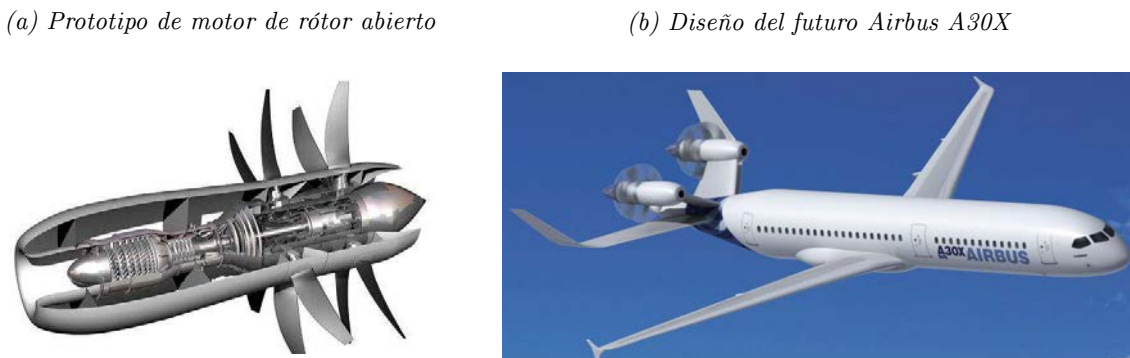 (a) Prototipo de motor de rótor abierto
(b) Diseño del futuro Airbus A30X
A30X AIRBUS